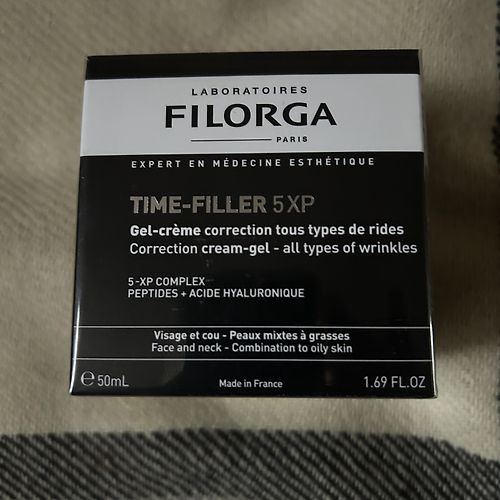 LABORATOIRES
FILORGA
PARIS
EXPERT EN MÉDECINE ESTHÉTIQUE
TIME-FILLER 5XP
Gel-crème correction tous types de rides
Correction cream-gel - all types of wrinkles
5-XP COMPLEX
PEPTIDES + ACIDE HYALURONIQUE
Visage et cou - Peaux mixtes à grasses
Face and neck - Combination to oily skin
℮50mL Made in France 1.69 FL.OZ